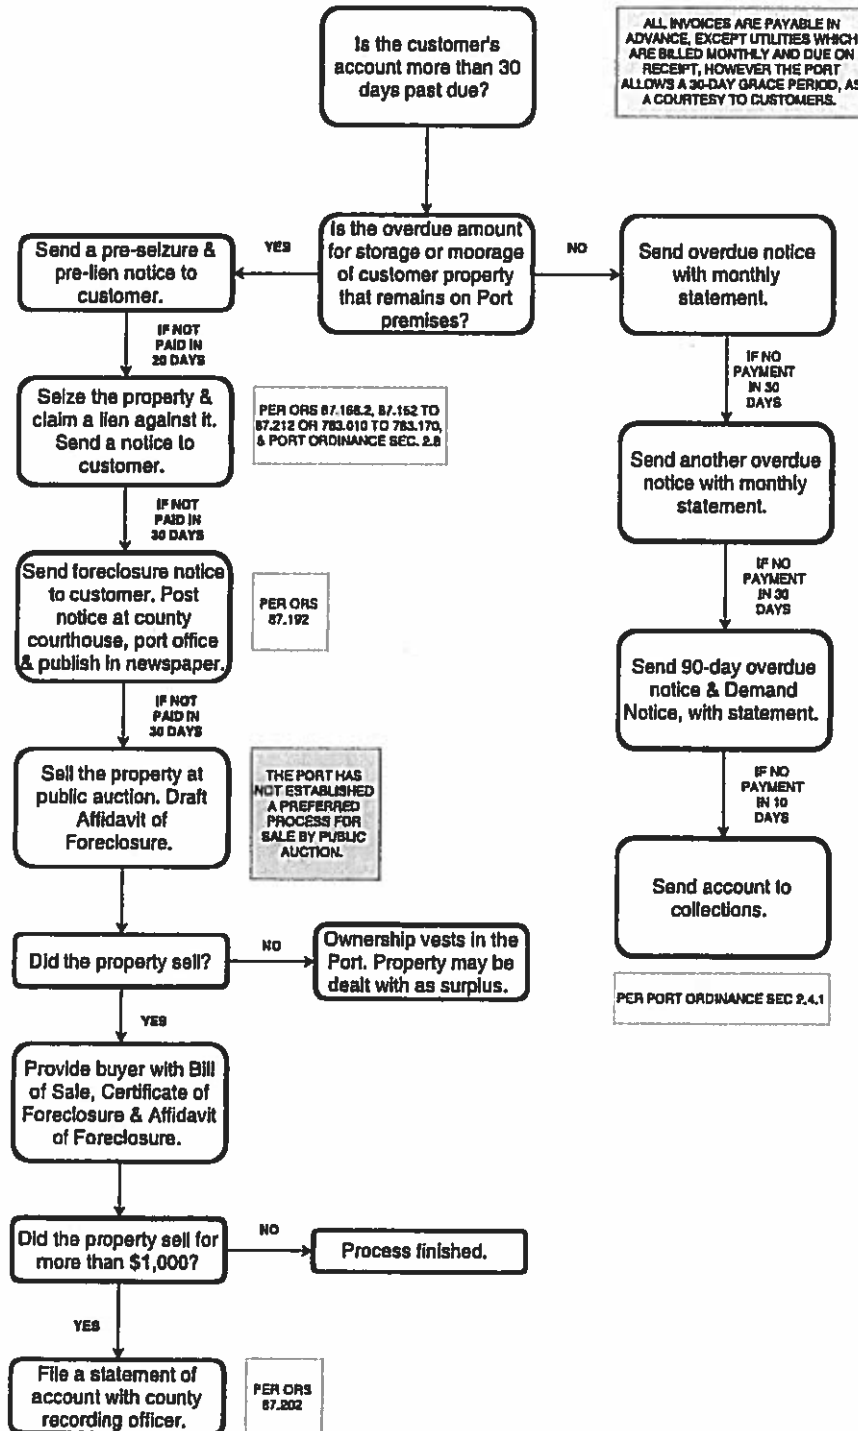 Is the customer's
account more than 30
days past due?
ALL INVOICES ARE PAYABLE IN
ADVANCE, EXCEPT UTILITIES WHICH
ARE BILLED MONTHLY AND DUE ON
RECEIPT, HOWEVER THE PORT
ALLOWS A 30-DAY GRACE PERIOD, AS
A COURTESY TO CUSTOMERS.
Is the overdue amount
for storage or moorage
of customer property
that remains on Port
premises?
YES
NO
Send a pre-seizure &
pre-lien notice to
customer.
IF NOT
PAID IN
20 DAYS
Seize the property &
claim a lien against it.
Send a notice to
customer.
PER ORS 87.166.2, 87.152 TO
87.212 OR 783.010 TO 783.170,
& PORT ORDINANCE SEC. 2.8
IF NOT
PAID IN
30 DAYS
Send foreclosure notice
to customer. Post
notice at county
courthouse, port office
& publish in newspaper.
PER ORS
87.192
IF NOT
PAID IN
30 DAYS
Sell the property at
public auction. Draft
Affidavit of
Foreclosure.
THE PORT HAS
NOT ESTABLISHED
A PREFERRED
PROCESS FOR
SALE BY PUBLIC
AUCTION.
Did the property sell?
NO
Ownership vests in the
Port. Property may be
dealt with as surplus.
YES
Provide buyer with Bill
of Sale, Certificate of
Foreclosure & Affidavit
of Foreclosure.
Did the property sell for
more than $1,000?
NO
Process finished.
YES
File a statement of
account with county
recording officer.
PER ORS
87.202
Send overdue notice
with monthly
statement.
IF NO
PAYMENT
IN 30
DAYS
Send another overdue
notice with monthly
statement.
IF NO
PAYMENT
IN 30
DAYS
Send 90-day overdue
notice & Demand
Notice, with statement.
IF NO
PAYMENT
IN 10
DAYS
Send account to
collections.
PER PORT ORDINANCE SEC 2.4.1